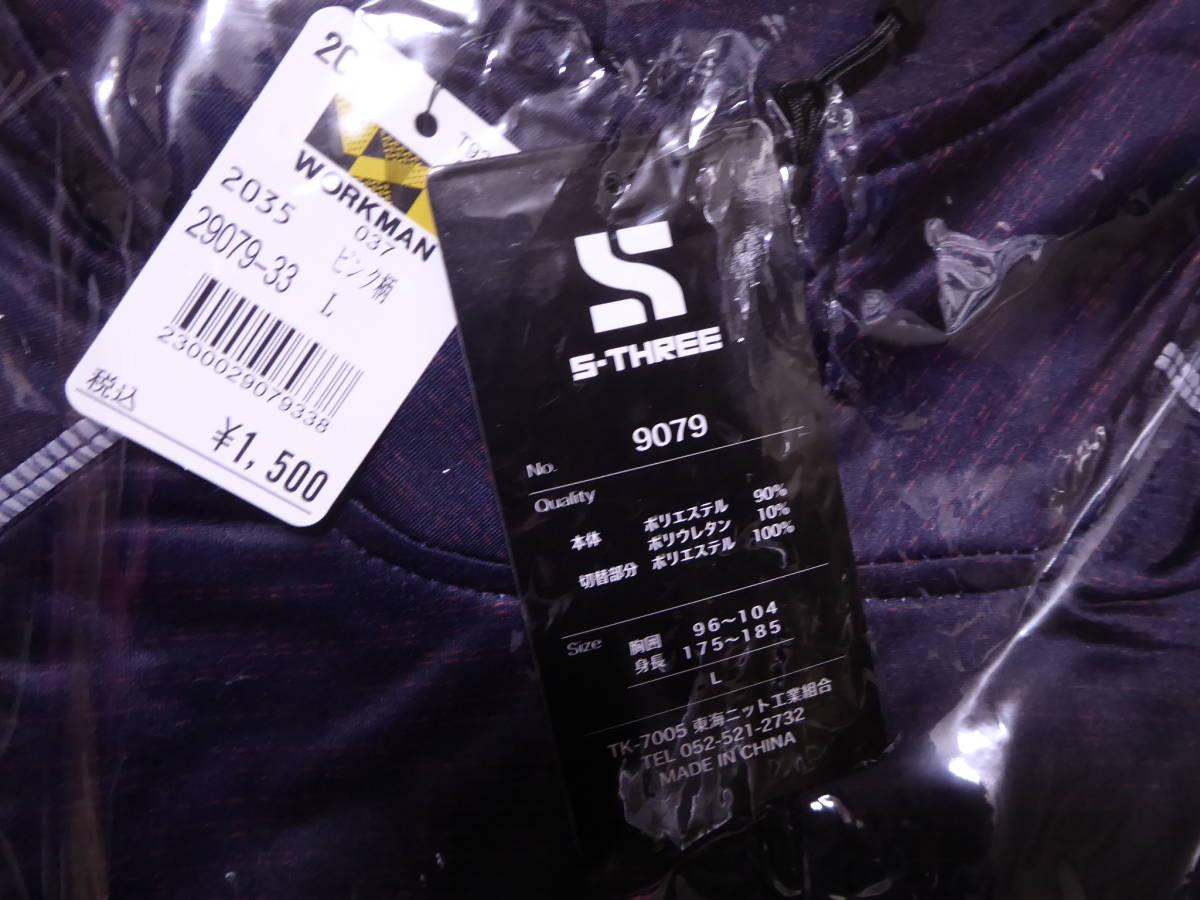 WORKMAN
2035 037
29079-33 ピンク柄
L
2300029079338
税込
¥1,500
S-THREE
No. 9079
Quality
本体 ポリエステル 90%
ポリウレタン 10%
切替部分 ポリエステル 100%
Size 胸囲 96～104
身長 175～185
L
TK-7005 東海ニット工業組合
TEL 052-521-2732
MADE IN CHINA